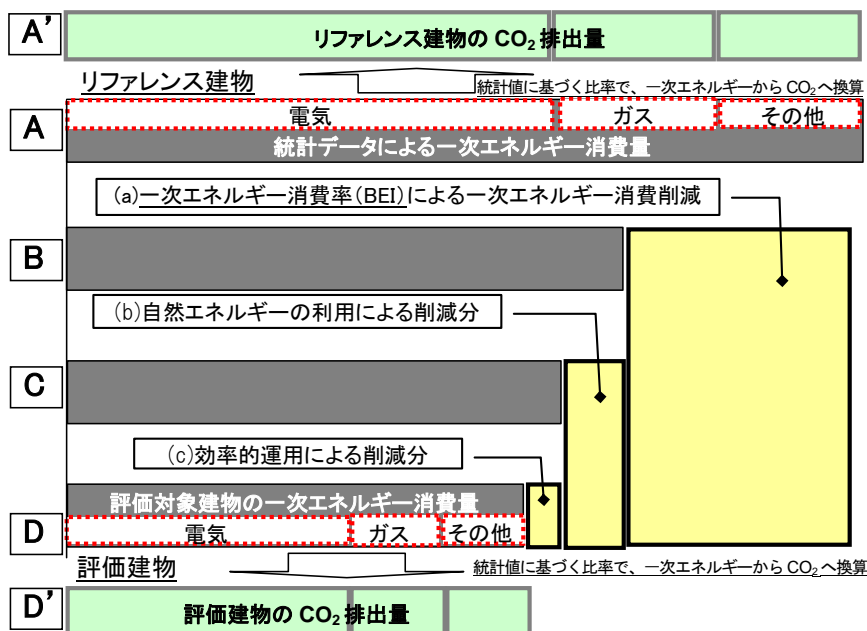 A'
リファレンス建物の CO₂ 排出量
リファレンス建物
統計値に基づく比率で、一次エネルギーから CO₂ へ換算
A
電気
ガス
その他
統計データによる一次エネルギー消費量
(a)一次エネルギー消費率(BEI)による一次エネルギー消費削減
B
(b)自然エネルギーの利用による削減分
C
(c)効率的運用による削減分
評価対象建物の一次エネルギー消費量
D
電気
ガス
その他
評価建物
統計値に基づく比率で、一次エネルギーから CO₂ へ換算
D'
評価建物の CO₂ 排出量